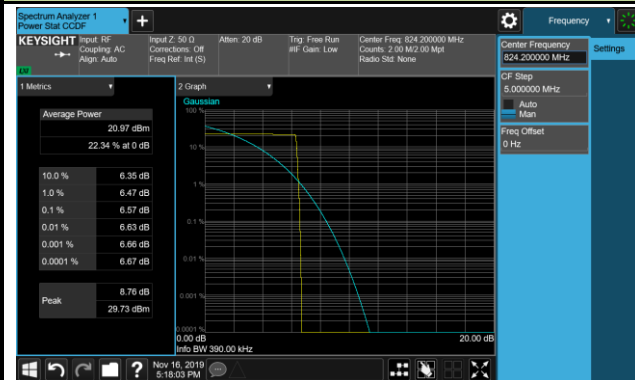 Spectrum Analyzer 1
Power Stat CCDF
Frequency
KEYSIGHT
Input: RF
Coupling: AC
Align: Auto
Input Z: 50 Ω
Corrections: Off
Freq Ref: Int (S)
Atten: 20 dB
Trig: Free Run
#IF Gain: Low
Center Freq: 824.200000 MHz
Counts: 2.00 M/2.00 Mpt
Radio Std: None
Center Frequency
824.200000 MHz
Settings
CF Step
5.000000 MHz
Auto
Man
Freq Offset
0 Hz
1 Metrics
Average Power
20.97 dBm
22.34 % at 0 dB
10.0 % 6.35 dB
1.0 % 6.47 dB
0.1 % 6.57 dB
0.01 % 6.63 dB
0.001 % 6.66 dB
0.0001 % 6.67 dB
Peak
8.76 dB
29.73 dBm
2 Graph
Gaussian
100 %
10 %
1 %
0.1 %
0.01 %
0.001 %
0.0001 %
0.00 dB
20.00 dB
Info BW 390.00 kHz
Nov 16, 2019
5:18:03 PM